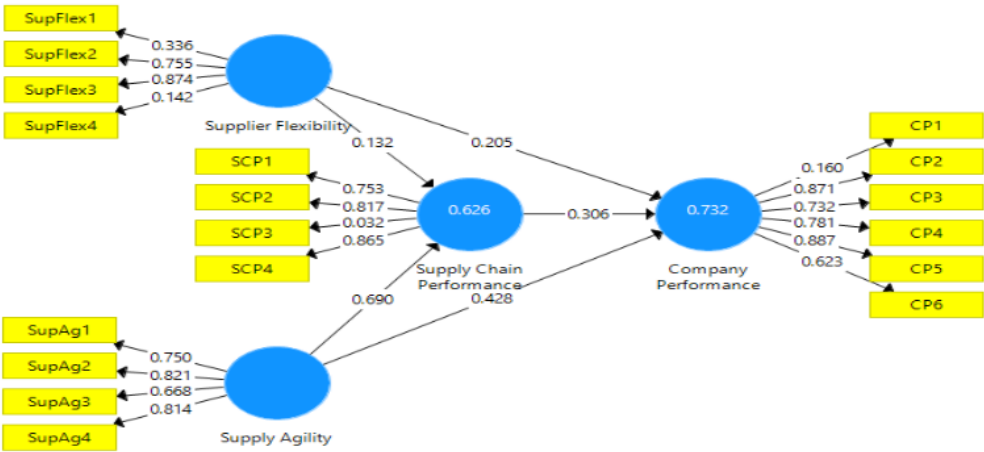 SupFlex1
0.336
SupFlex2
0.755
SupFlex3
0.874
SupFlex4
0.142
Supplier Flexibility
0.132
0.205
SCP1
0.753
SCP2
0.817
SCP3
0.032
SCP4
0.865
0.626
Supply Chain
Performance
0.306
0.732
Company
Performance
CP1
0.160
CP2
0.871
CP3
0.732
CP4
0.781
CP5
0.887
CP6
0.623
0.690
0.428
SupAg1
0.750
SupAg2
0.821
SupAg3
0.668
SupAg4
0.814
Supply Agility